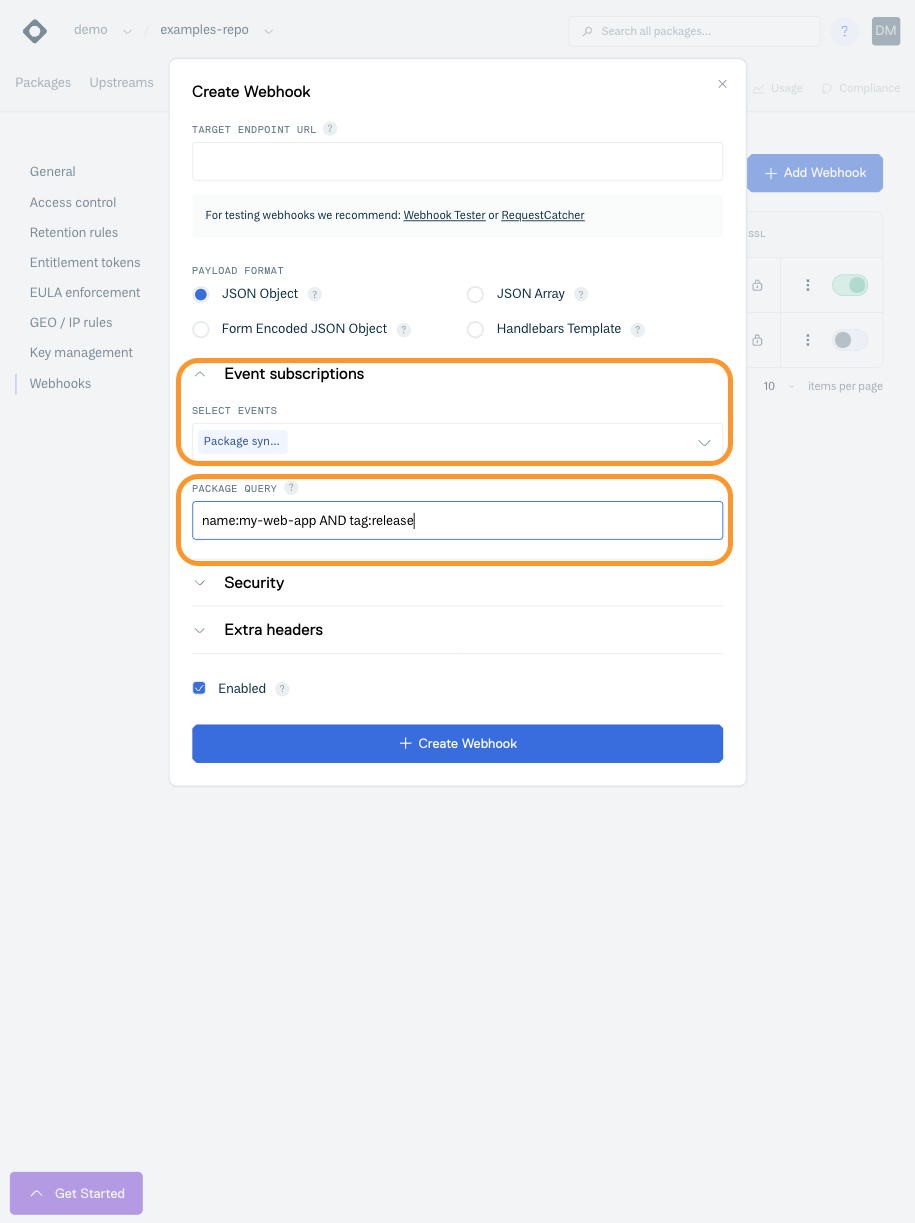 demo / examples-repo
Search all packages...
?
DM
Packages
Upstreams
Usage
Compliance
Create Webhook
TARGET ENDPOINT URL ?
For testing webhooks we recommend: Webhook Tester or RequestCatcher
PAYLOAD FORMAT
JSON Object ?
JSON Array ?
Form Encoded JSON Object ?
Handlebars Template ?
Event subscriptions
SELECT EVENTS
Package syn...
PACKAGE QUERY ?
name:my-web-app AND tag:release
Security
Extra headers
Enabled ?
+ Create Webhook
General
Access control
Retention rules
Entitlement tokens
EULA enforcement
GEO / IP rules
Key management
Webhooks
+ Add Webhook
SSL
10 items per page
Get Started